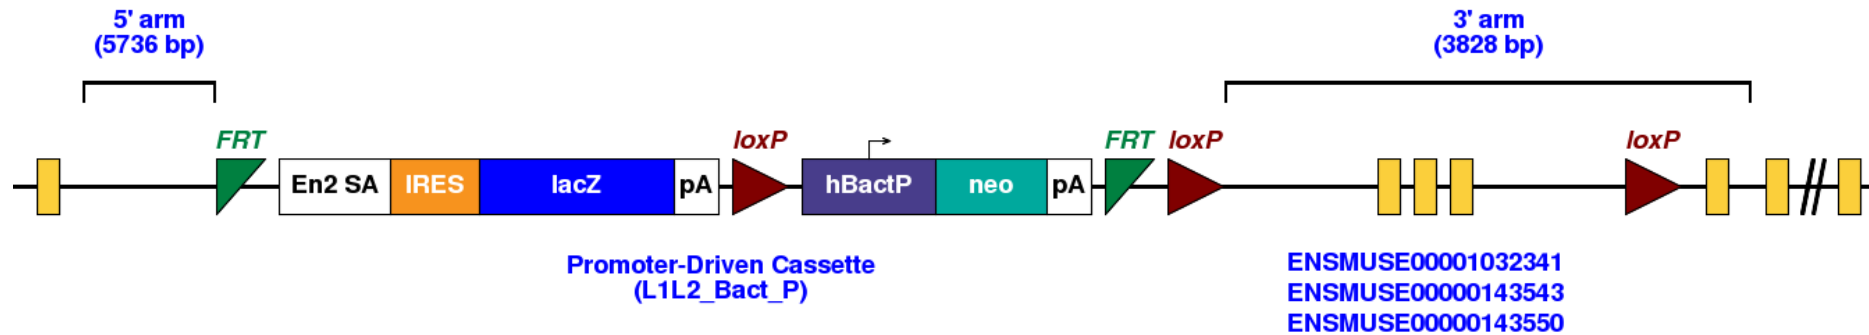 5' arm
(5736 bp)
3' arm
(3828 bp)
FRT
loxP
FRT
loxP
loxP
En2 SA
IRES
lacZ
pA
hBactP
neo
pA
Promoter-Driven Cassette
(L1L2_Bact_P)
ENSMUSE00001032341
ENSMUSE00000143543
ENSMUSE00000143550